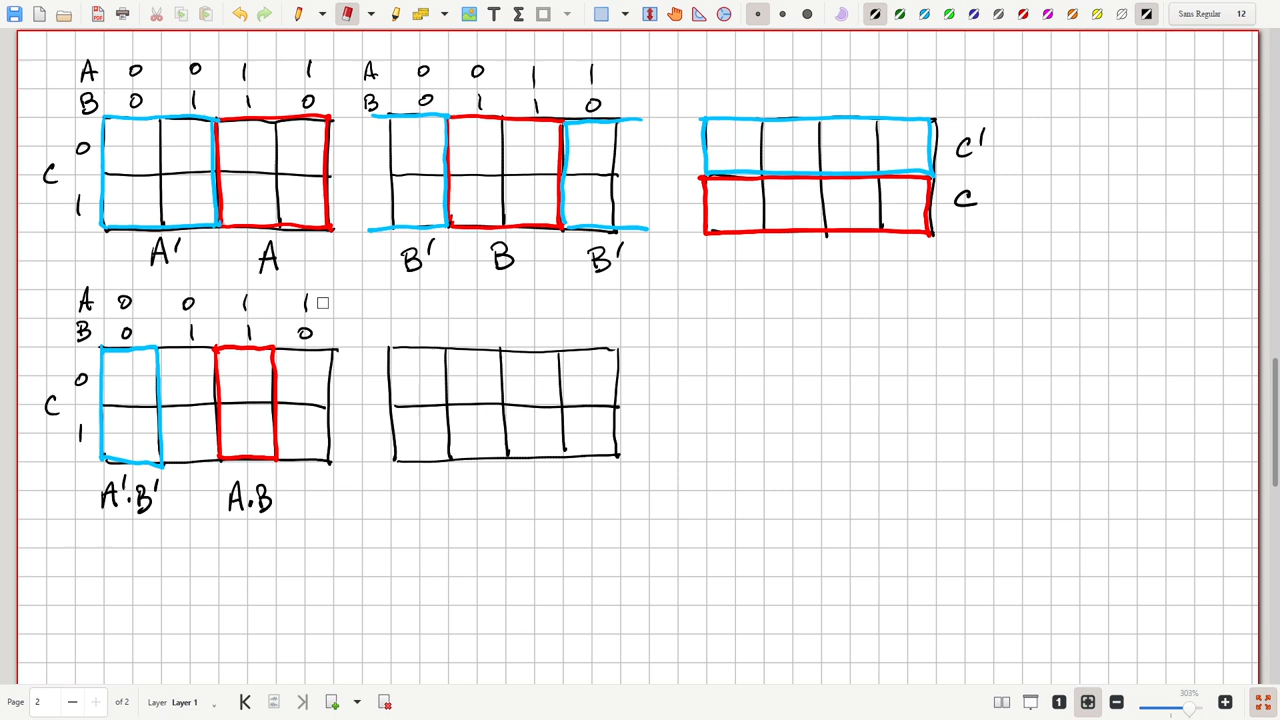 Sans Regular 12
A 0 0 1 1 A 0 0 1 1
B 0 1 1 0 B 0 1 1 0
0 C'
C
1 C
A' A B' B B'
A 0 0 1 1
B 0 1 1 0
0
C
1
A'.B' A.B
Page 2 of 2 Layer Layer 1 1 303%